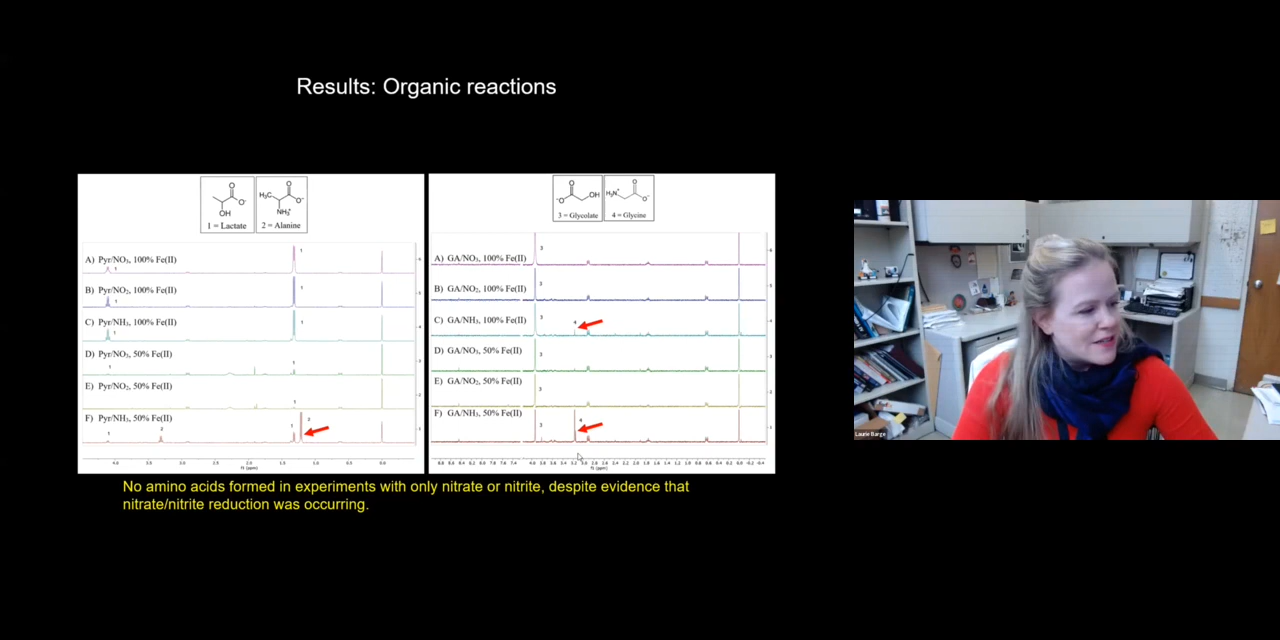 Results: Organic reactions
1 = Lactate
2 = Alanine
A) Pyr/NO₃, 100% Fe(II)
B) Pyr/NO₂, 100% Fe(II)
C) Pyr/NH₃, 100% Fe(II)
D) Pyr/NO₃, 50% Fe(II)
E) Pyr/NO₂, 50% Fe(II)
F) Pyr/NH₃, 50% Fe(II)
3 = Glycolate
4 = Glycine
A) GA/NO₃, 100% Fe(II)
B) GA/NO₂, 100% Fe(II)
C) GA/NH₃, 100% Fe(II)
D) GA/NO₃, 50% Fe(II)
E) GA/NO₂, 50% Fe(II)
F) GA/NH₃, 50% Fe(II)
No amino acids formed in experiments with only nitrate or nitrite, despite evidence that
nitrate/nitrite reduction was occurring.
Laurie Barge